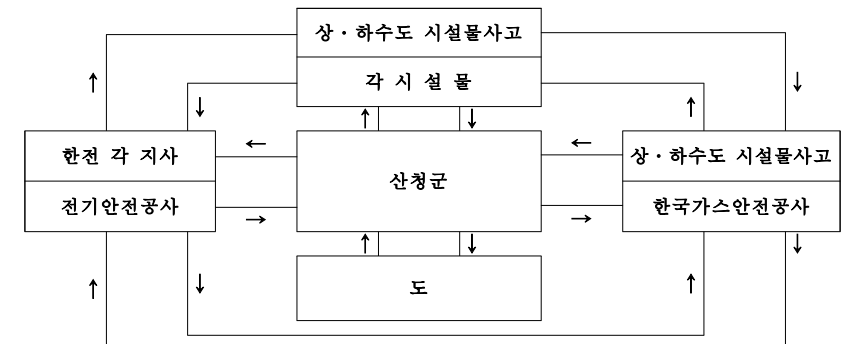 상·하수도 시설물사고
각 시 설 물
한전 각 지사
전기안전공사
산청군
상·하수도 시설물사고
한국가스안전공사
도